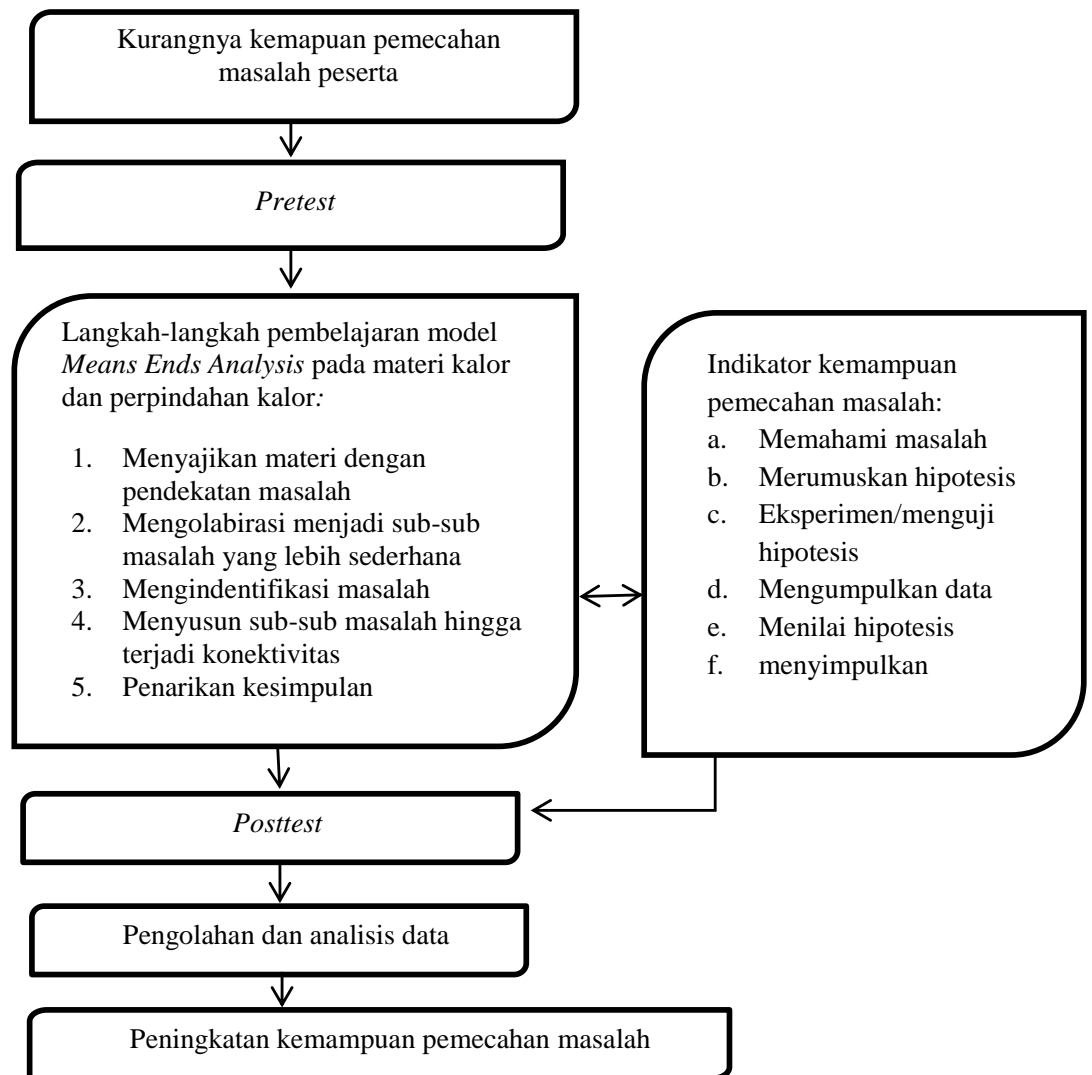 Kurangnya kemapuan pemecahan
masalah peserta
Pretest
Langkah-langkah pembelajaran model
Means Ends Analysis pada materi kalor
dan perpindahan kalor:
1. Menyajikan materi dengan
pendekatan masalah
2. Mengolabirasi menjadi sub-sub
masalah yang lebih sederhana
3. Mengindentifikasi masalah
4. Menyusun sub-sub masalah hingga
terjadi konektivitas
5. Penarikan kesimpulan
Indikator kemampuan
pemecahan masalah:
a. Memahami masalah
b. Merumuskan hipotesis
c. Eksperimen/menguji
hipotesis
d. Mengumpulkan data
e. Menilai hipotesis
f. menyimpulkan
Posttest
Pengolahan dan analisis data
Peningkatan kemampuan pemecahan masalah